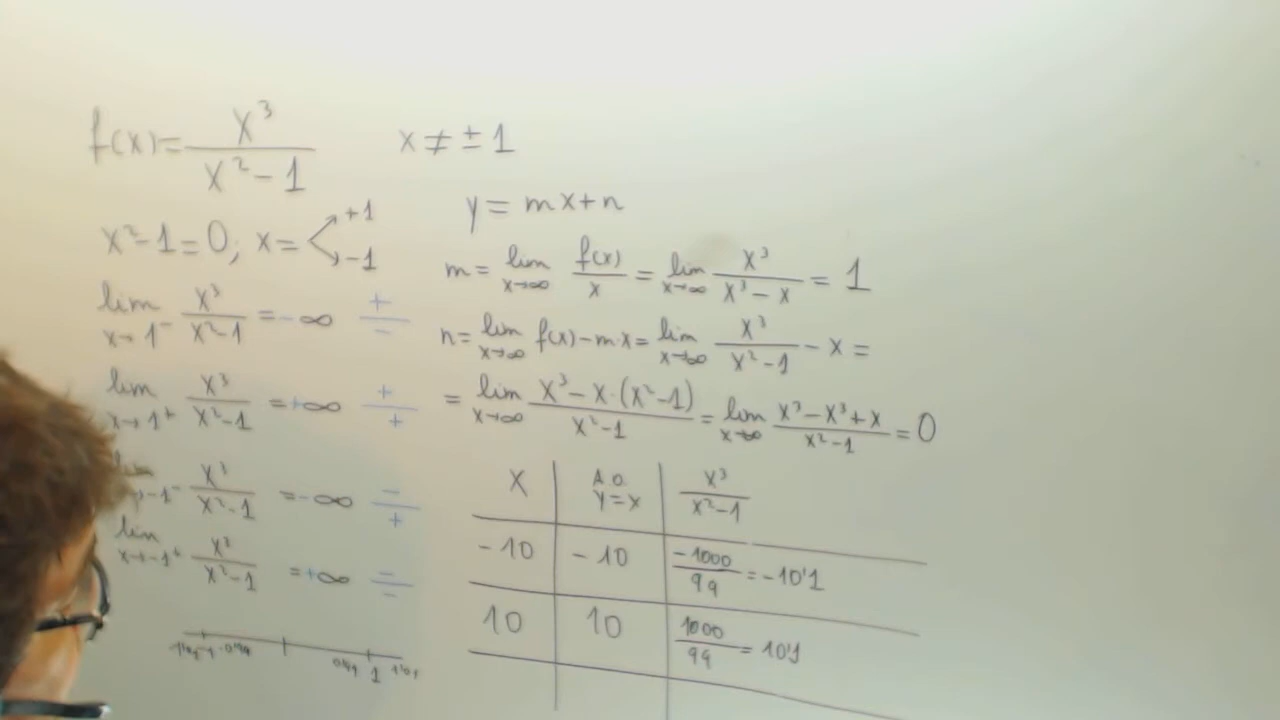 f(x) = x³/(x²-1)    x ≠ ± 1
x²-1=0; x= < +1
-1
lim x→1⁻ x³/(x²-1) = -∞    +/−
lim x→1⁺ x³/(x²-1) = +∞    +/+
x→-1⁻ x³/(x²-1) = -∞    −/+
lim x→-1⁺ x³/(x²-1) = +∞    −/−
1
y = mx+n
m = lim x→∞ f(x)/x = lim x→∞ x³/(x³-x) = 1
n = lim x→∞ f(x)-m·x = lim x→∞ x³/(x²-1) - x =
= lim x→∞ (x³-x·(x²-1))/(x²-1) = lim x→∞ (x³-x³+x)/(x²-1) = 0
X    A.O. y=x    x³/(x²-1)
-10    -10    -1000/99 = -10'1
10    10    1000/99 = 10'1